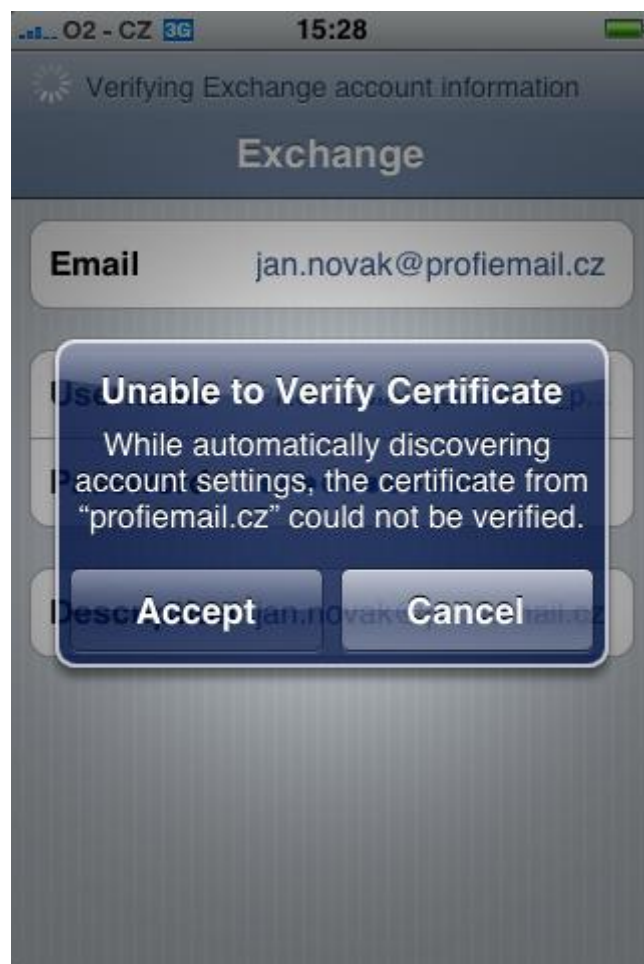 O2 - CZ 3G 15:28
Verifying Exchange account information
Exchange
Email jan.novak@profiemail.cz
Unable to Verify Certificate
While automatically discovering
account settings, the certificate from
“profiemail.cz” could not be verified.
Accept Cancel